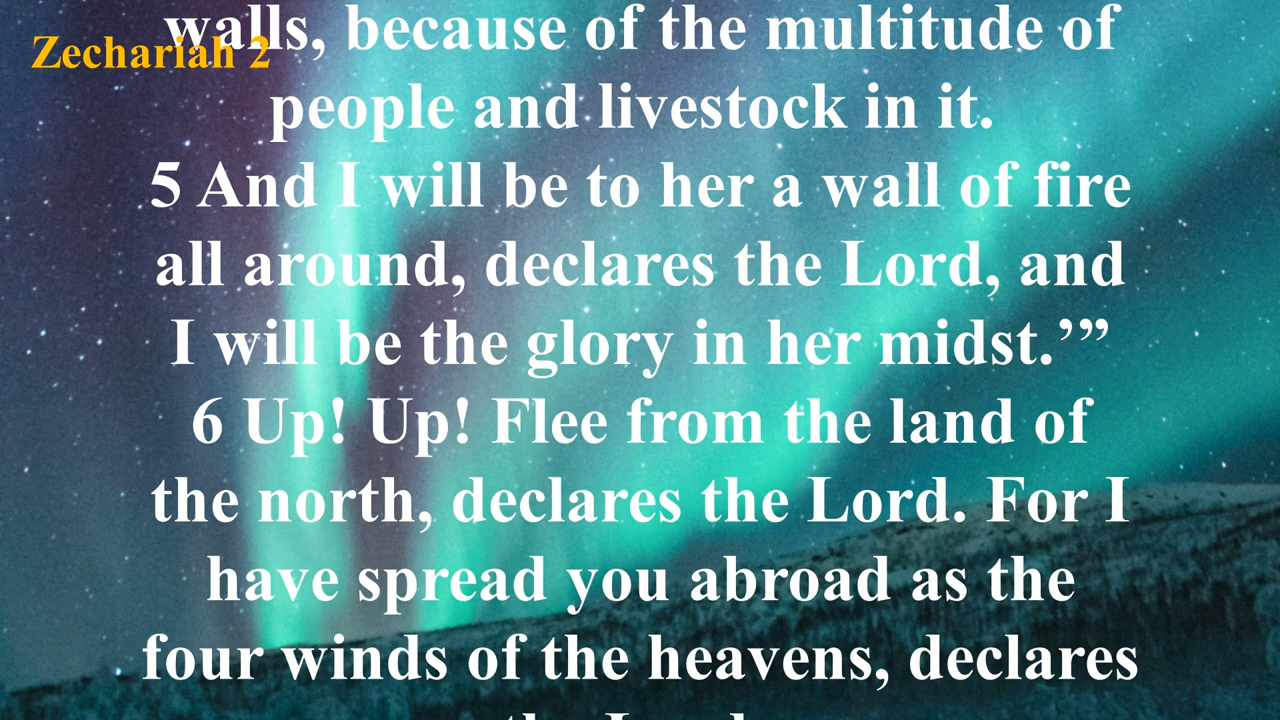 Zechariah 2
walls, because of the multitude of
people and livestock in it.
5 And I will be to her a wall of fire
all around, declares the Lord, and
I will be the glory in her midst.’”
6 Up! Up! Flee from the land of
the north, declares the Lord. For I
have spread you abroad as the
four winds of the heavens, declares
the Lord